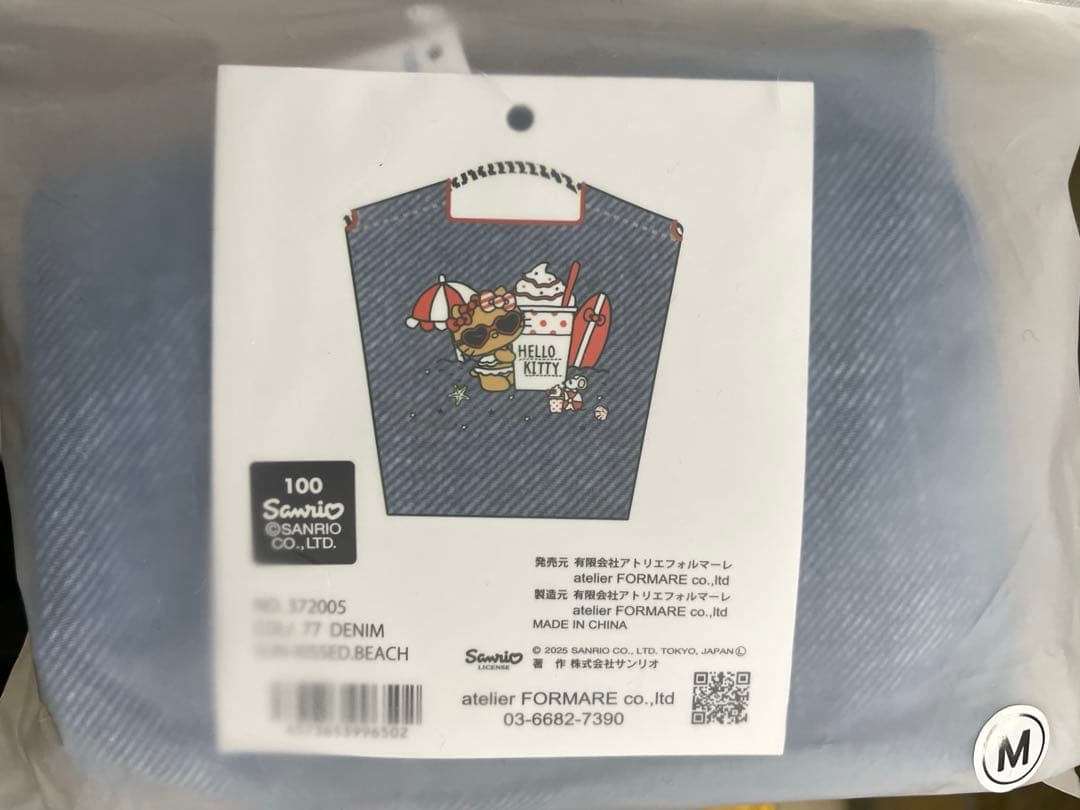 HELLO
KITTY
100
Sanrio
©SANRIO
CO.,LTD.
発売元 有限会社アトリエフォルマーレ
atelier FORMARE co.,ltd
製造元 有限会社アトリエフォルマーレ
atelier FORMARE co.,ltd
MADE IN CHINA
NO. 372005
77 DENIM
KISSED.BEACH
Sanrio
LICENSE
© 2025 SANRIO CO., LTD. TOKYO, JAPAN Ⓛ
著 作 株式会社サンリオ
atelier FORMARE co.,ltd
03-6682-7390
M